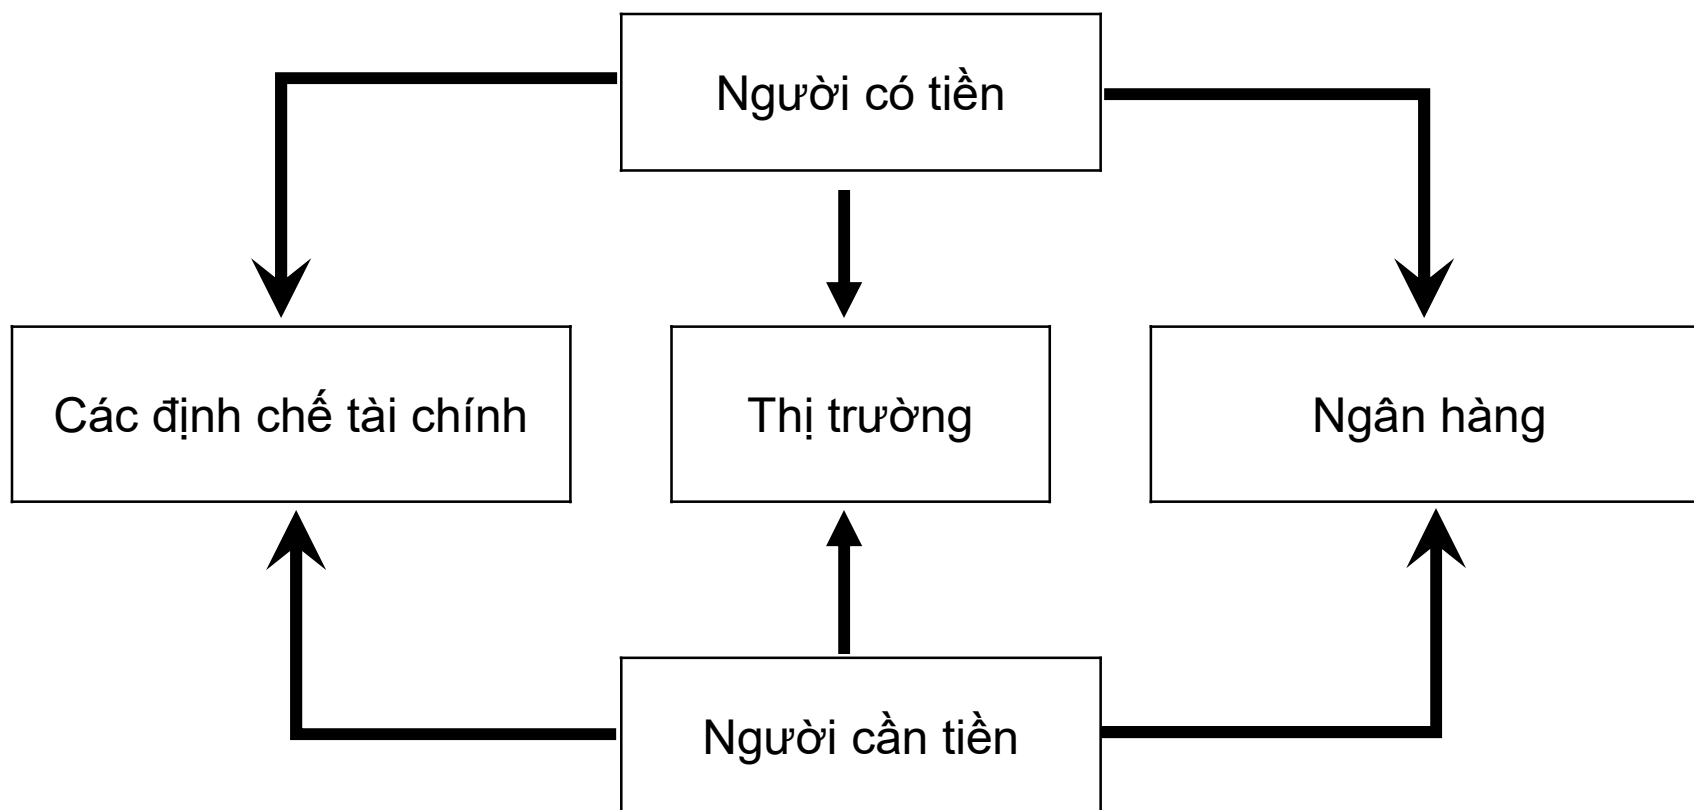 Người có tiền
Các định chế tài chính
Thị trường
Ngân hàng
Người cần tiền